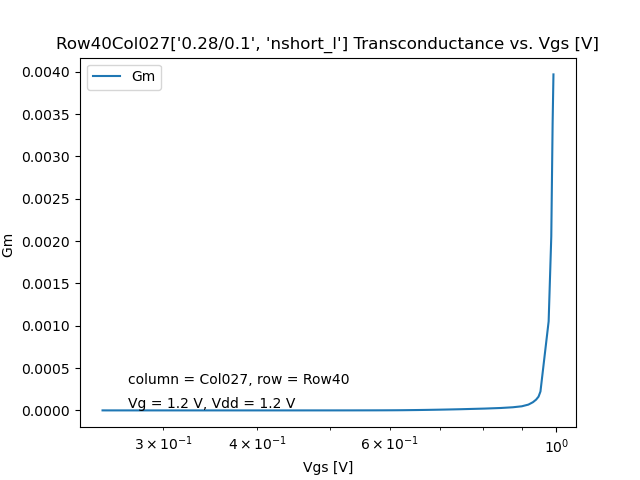 Row40Col027['0.28/0.1', 'nshort_l'] Transconductance vs. Vgs [V]
Gm
0.0040
0.0035
0.0030
0.0025
0.0020
0.0015
0.0010
0.0005
0.0000
Gm
column = Col027, row = Row40
Vg = 1.2 V, Vdd = 1.2 V
3 × 10⁻¹ 4 × 10⁻¹ 6 × 10⁻¹ 10⁰
Vgs [V]